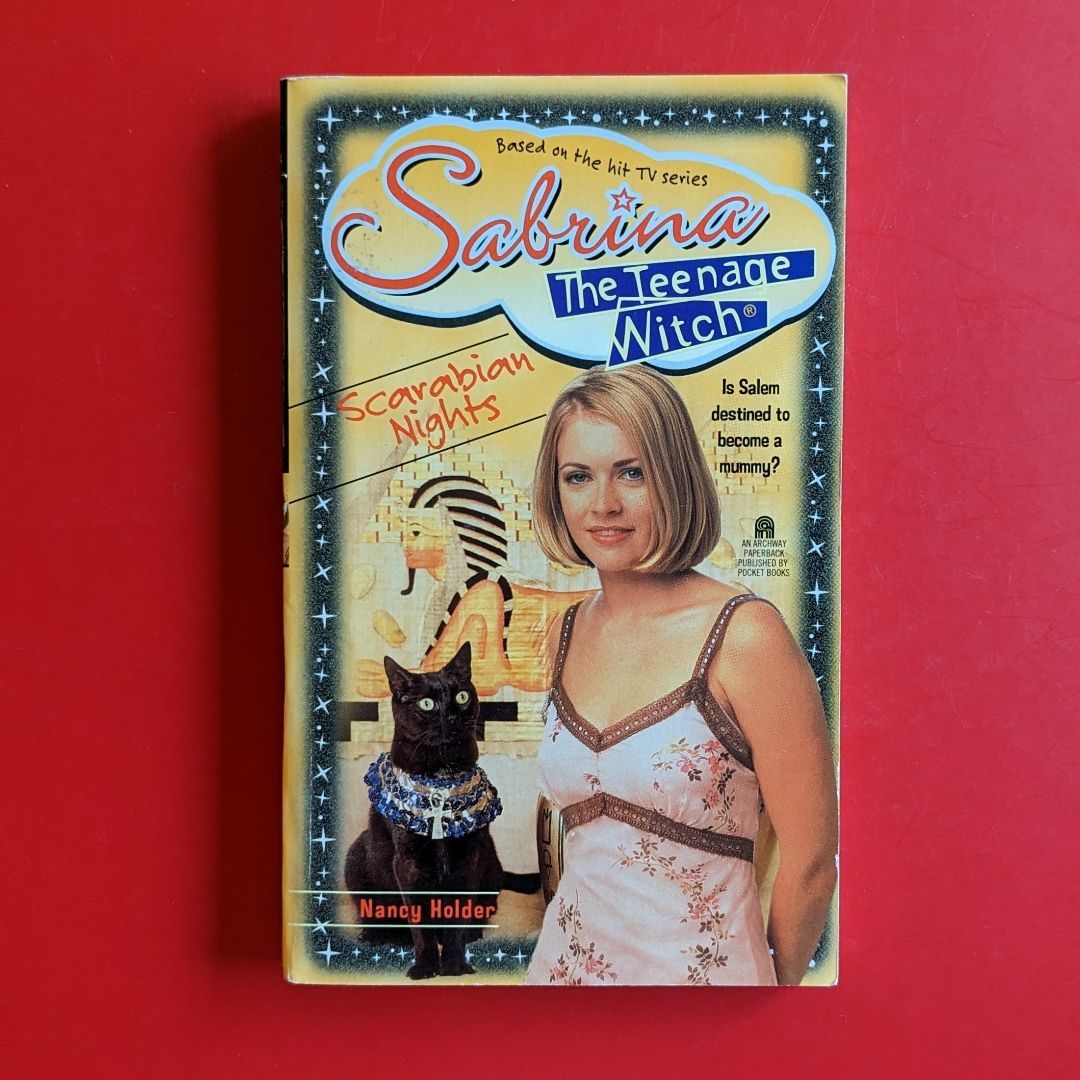 Based on the hit TV series
Sabrina
The Teenage
Witch®
Scarabian
Nights
Is Salem
destined to
become a
mummy?
AN ARCHWAY
PAPERBACK
PUBLISHED BY
POCKET BOOKS
Nancy Holder